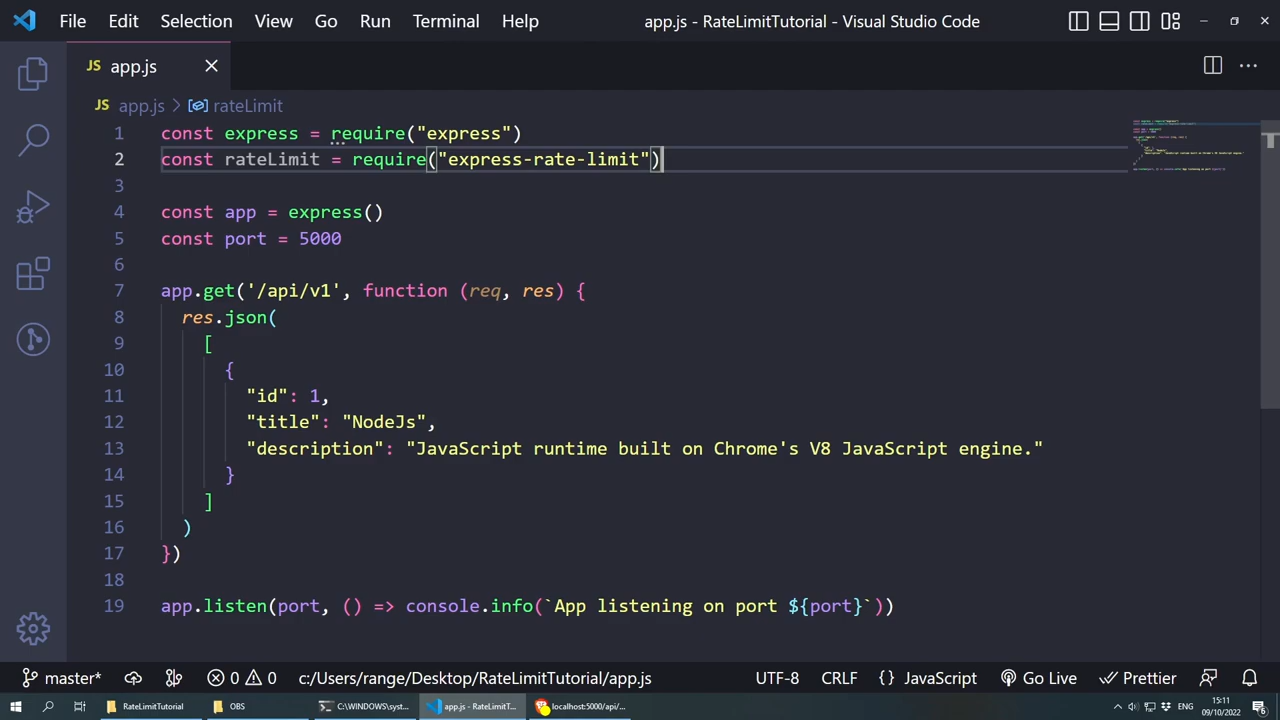 File Edit Selection View Go Run Terminal Help app.js - RateLimitTutorial - Visual Studio Code
JS app.js
JS app.js > rateLimit
1 const express = require("express")
2 const rateLimit = require("express-rate-limit")
3
4 const app = express()
5 const port = 5000
6
7 app.get('/api/v1', function (req, res) {
8 res.json(
9 [
10 {
11 "id": 1,
12 "title": "NodeJs",
13 "description": "JavaScript runtime built on Chrome's V8 JavaScript engine."
14 }
15 ]
16 )
17 })
18
19 app.listen(port, () => console.info(`App listening on port ${port}`))
master* 0 0 c:/Users/range/Desktop/RateLimitTutorial/app.js UTF-8 CRLF {} JavaScript Go Live Prettier
RateLimitTutorial OBS C:\WINDOWS\syst... app.js - RateLimitT... localhost:5000/api/... ENG 15:11
09/10/2022 6